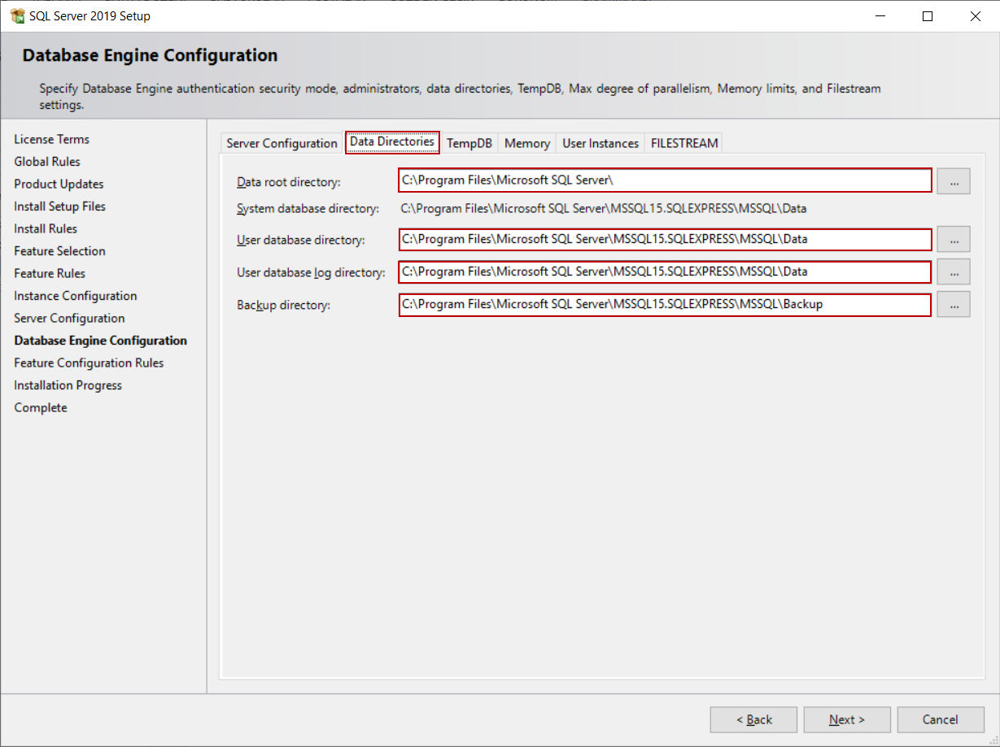 SQL Server 2019 Setup
Database Engine Configuration
Specify Database Engine authentication security mode, administrators, data directories, TempDB, Max degree of parallelism, Memory limits, and Filestream
settings.
License Terms
Global Rules
Product Updates
Install Setup Files
Install Rules
Feature Selection
Feature Rules
Instance Configuration
Server Configuration
Database Engine Configuration
Feature Configuration Rules
Installation Progress
Complete
Server Configuration Data Directories TempDB Memory User Instances FILESTREAM
Data root directory: C:\Program Files\Microsoft SQL Server\ ...
System database directory: C:\Program Files\Microsoft SQL Server\MSSQL15.SQLEXPRESS\MSSQL\Data
User database directory: C:\Program Files\Microsoft SQL Server\MSSQL15.SQLEXPRESS\MSSQL\Data ...
User database log directory: C:\Program Files\Microsoft SQL Server\MSSQL15.SQLEXPRESS\MSSQL\Data ...
Backup directory: C:\Program Files\Microsoft SQL Server\MSSQL15.SQLEXPRESS\MSSQL\Backup ...
< Back Next > Cancel